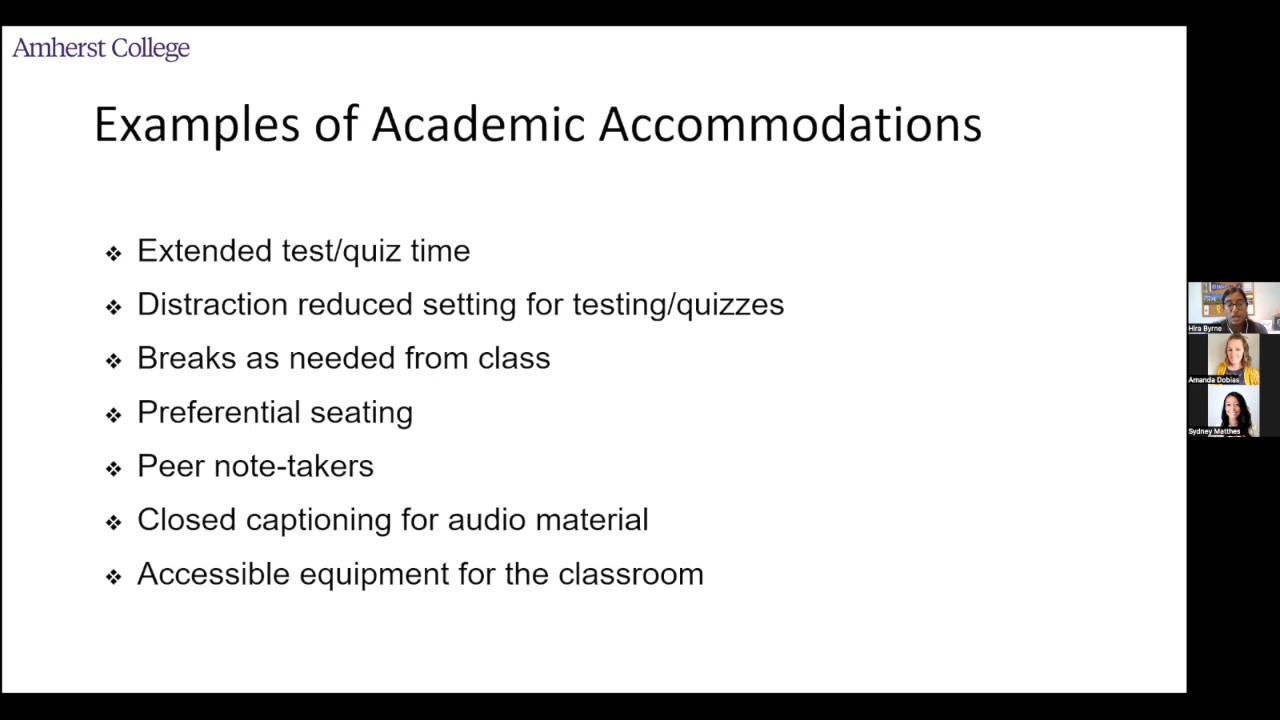 Amherst College
Examples of Academic Accommodations
❖ Extended test/quiz time
❖ Distraction reduced setting for testing/quizzes
❖ Breaks as needed from class
❖ Preferential seating
❖ Peer note-takers
❖ Closed captioning for audio material
❖ Accessible equipment for the classroom
Hira Byrne
Amanda Dobias
Sydney Matthes